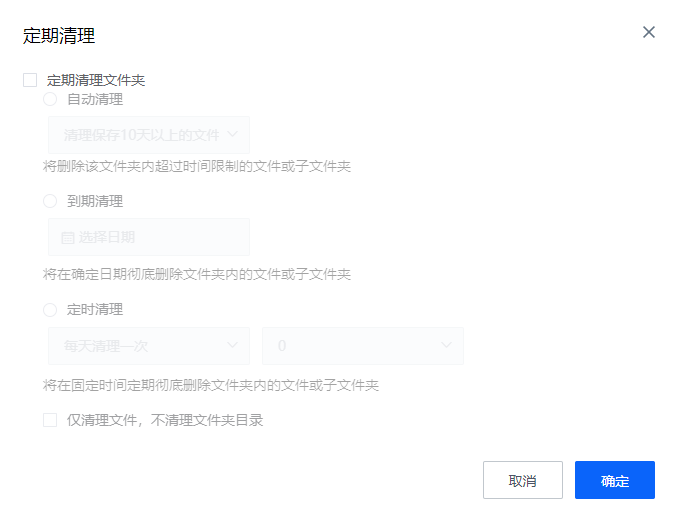 定期清理
定期清理文件夹
自动清理
清理保存10天以上的文件
将删除该文件夹内超过时间限制的文件或子文件夹
到期清理
选择日期
将在确定日期彻底删除文件夹内的文件或子文件夹
定时清理
每天清理一次 0
将在固定时间定期彻底删除文件夹内的文件或子文件夹
仅清理文件，不清理文件夹目录
取消 确定